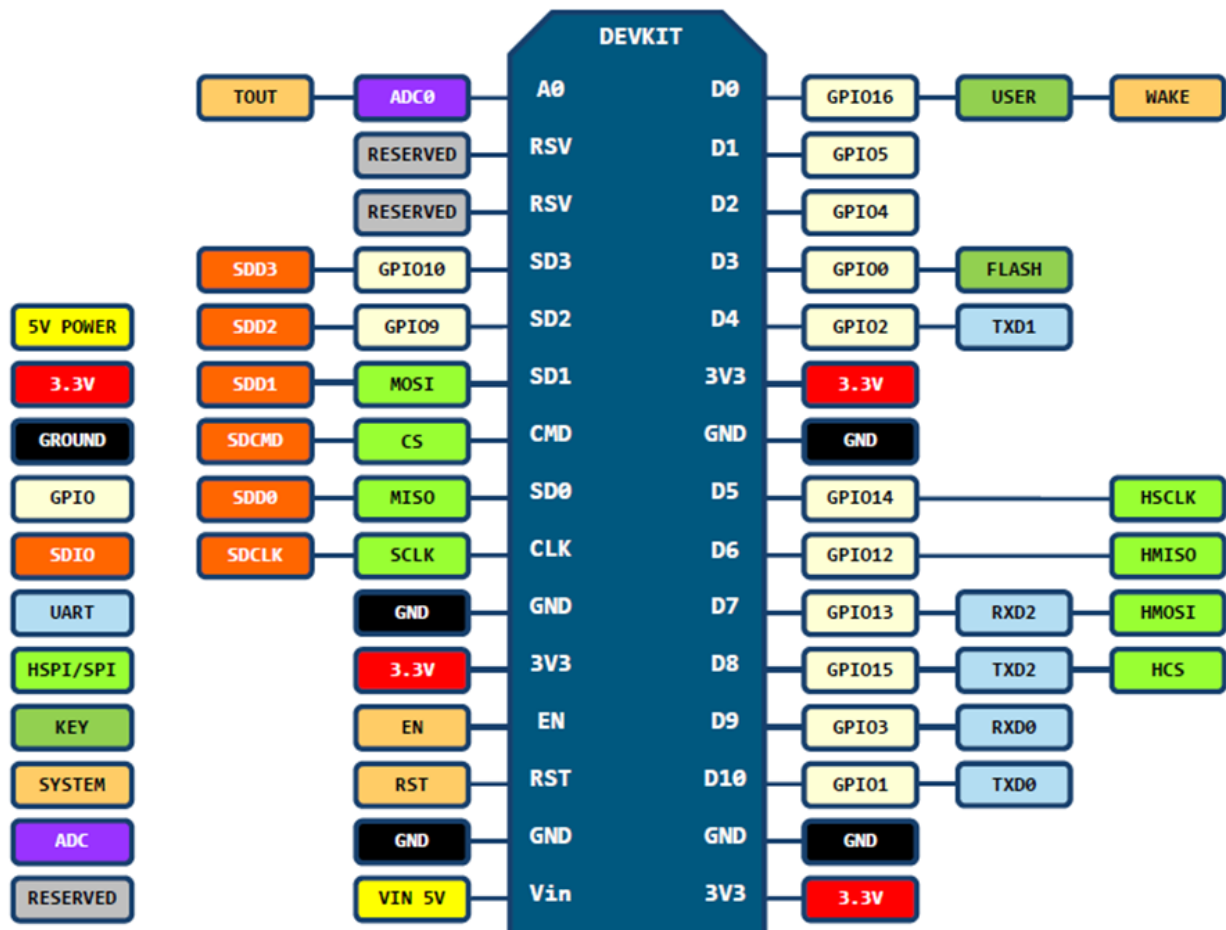 DEVKIT
TOUT ADC0 A0 D0 GPIO16 USER WAKE
RESERVED RSV D1 GPIO5
RESERVED RSV D2 GPIO4
SDD3 GPIO10 SD3 D3 GPIO0 FLASH
5V POWER SDD2 GPIO9 SD2 D4 GPIO2 TXD1
3.3V SDD1 MOSI SD1 3V3 3.3V
GROUND SDCMD CS CMD GND GND
GPIO SDD0 MISO SD0 D5 GPIO14 HSCLK
SDIO SDCLK SCLK CLK D6 GPIO12 HMISO
UART GND GND D7 GPIO13 RXD2 HMOSI
HSPI/SPI 3.3V 3V3 D8 GPIO15 TXD2 HCS
KEY EN EN D9 GPIO3 RXD0
SYSTEM RST RST D10 GPIO1 TXD0
ADC GND GND GND GND
RESERVED VIN 5V Vin 3V3 3.3V